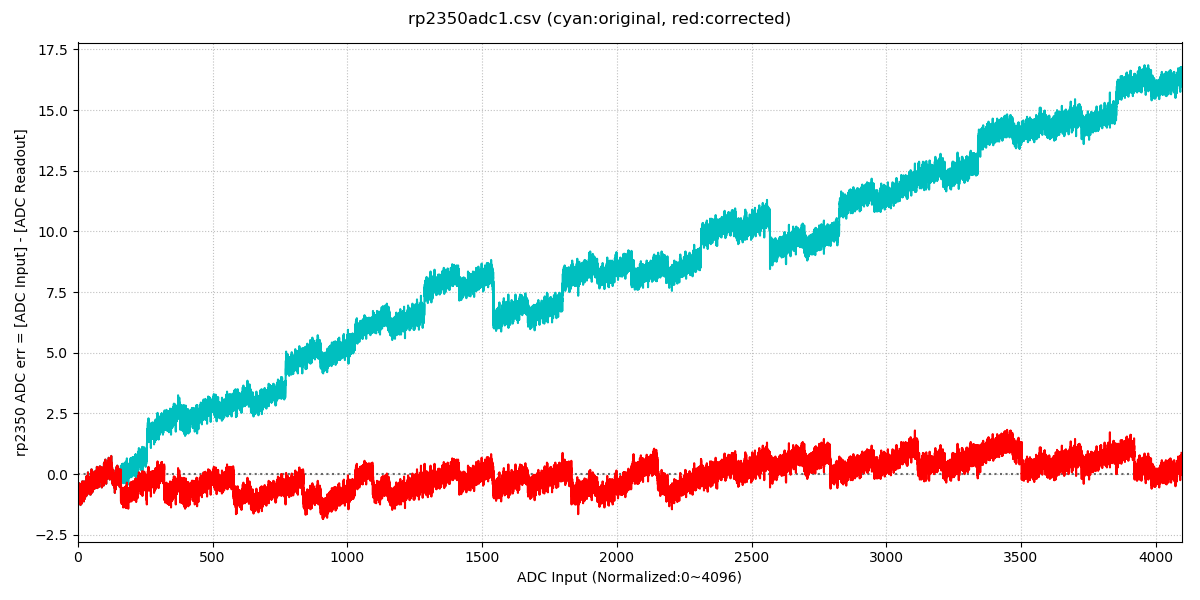 rp2350adc1.csv (cyan:original, red:corrected)
rp2350 ADC err = [ADC Input] - [ADC Readout]
17.5
15.0
12.5
10.0
7.5
5.0
2.5
0.0
−2.5
0 500 1000 1500 2000 2500 3000 3500 4000
ADC Input (Normalized:0~4096)